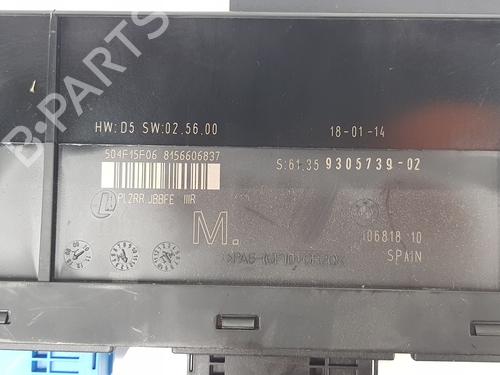 B-PARTS
HW: D5 SW:02.56.00
18-01-14
504F15F06 8156606837
S:61.35 9305739-02
PL2RR JBBFE IIIR
M.
106818 10
SPAIN